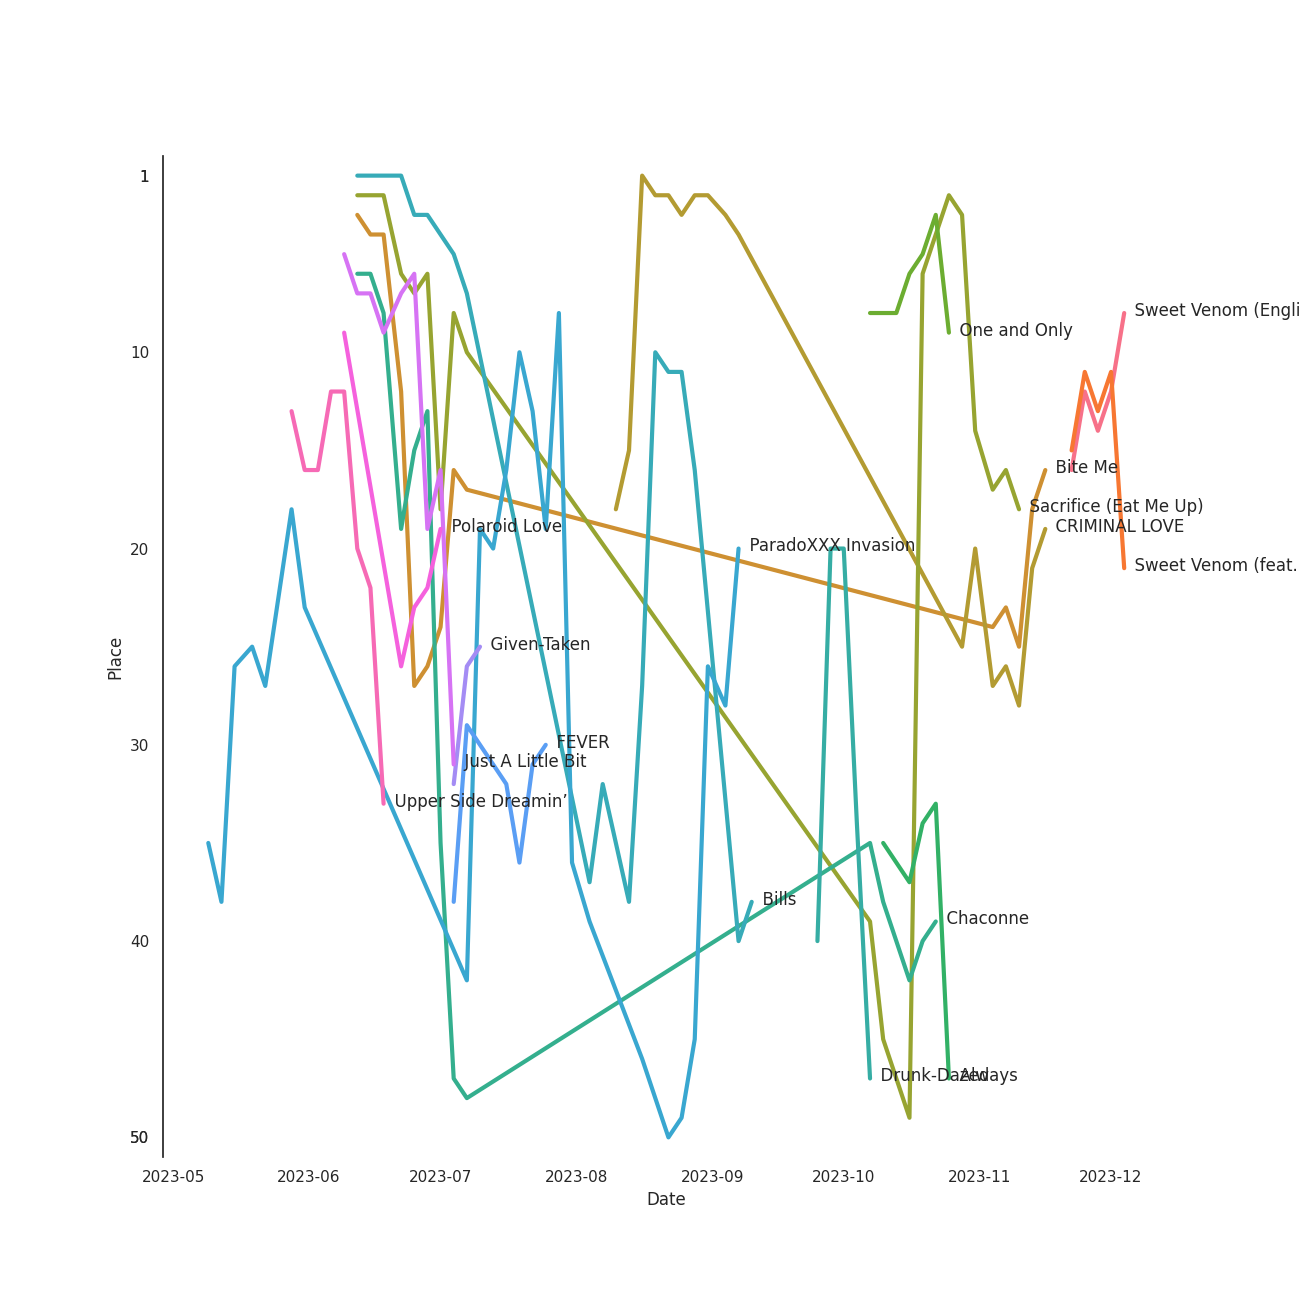 1
Sweet Venom (Engli
One and Only
10
Bite Me
Sacrifice (Eat Me Up)
Polaroid Love
CRIMINAL LOVE
20
ParadoXXX Invasion
Sweet Venom (feat.
Given-Taken
30
FEVER
Just A Little Bit
Upper Side Dreamin’
Bills
Chaconne
40
Drunk-Dazed
Always
50
2023-05
2023-06
2023-07
2023-08
2023-09
2023-10
2023-11
2023-12
Date
Place